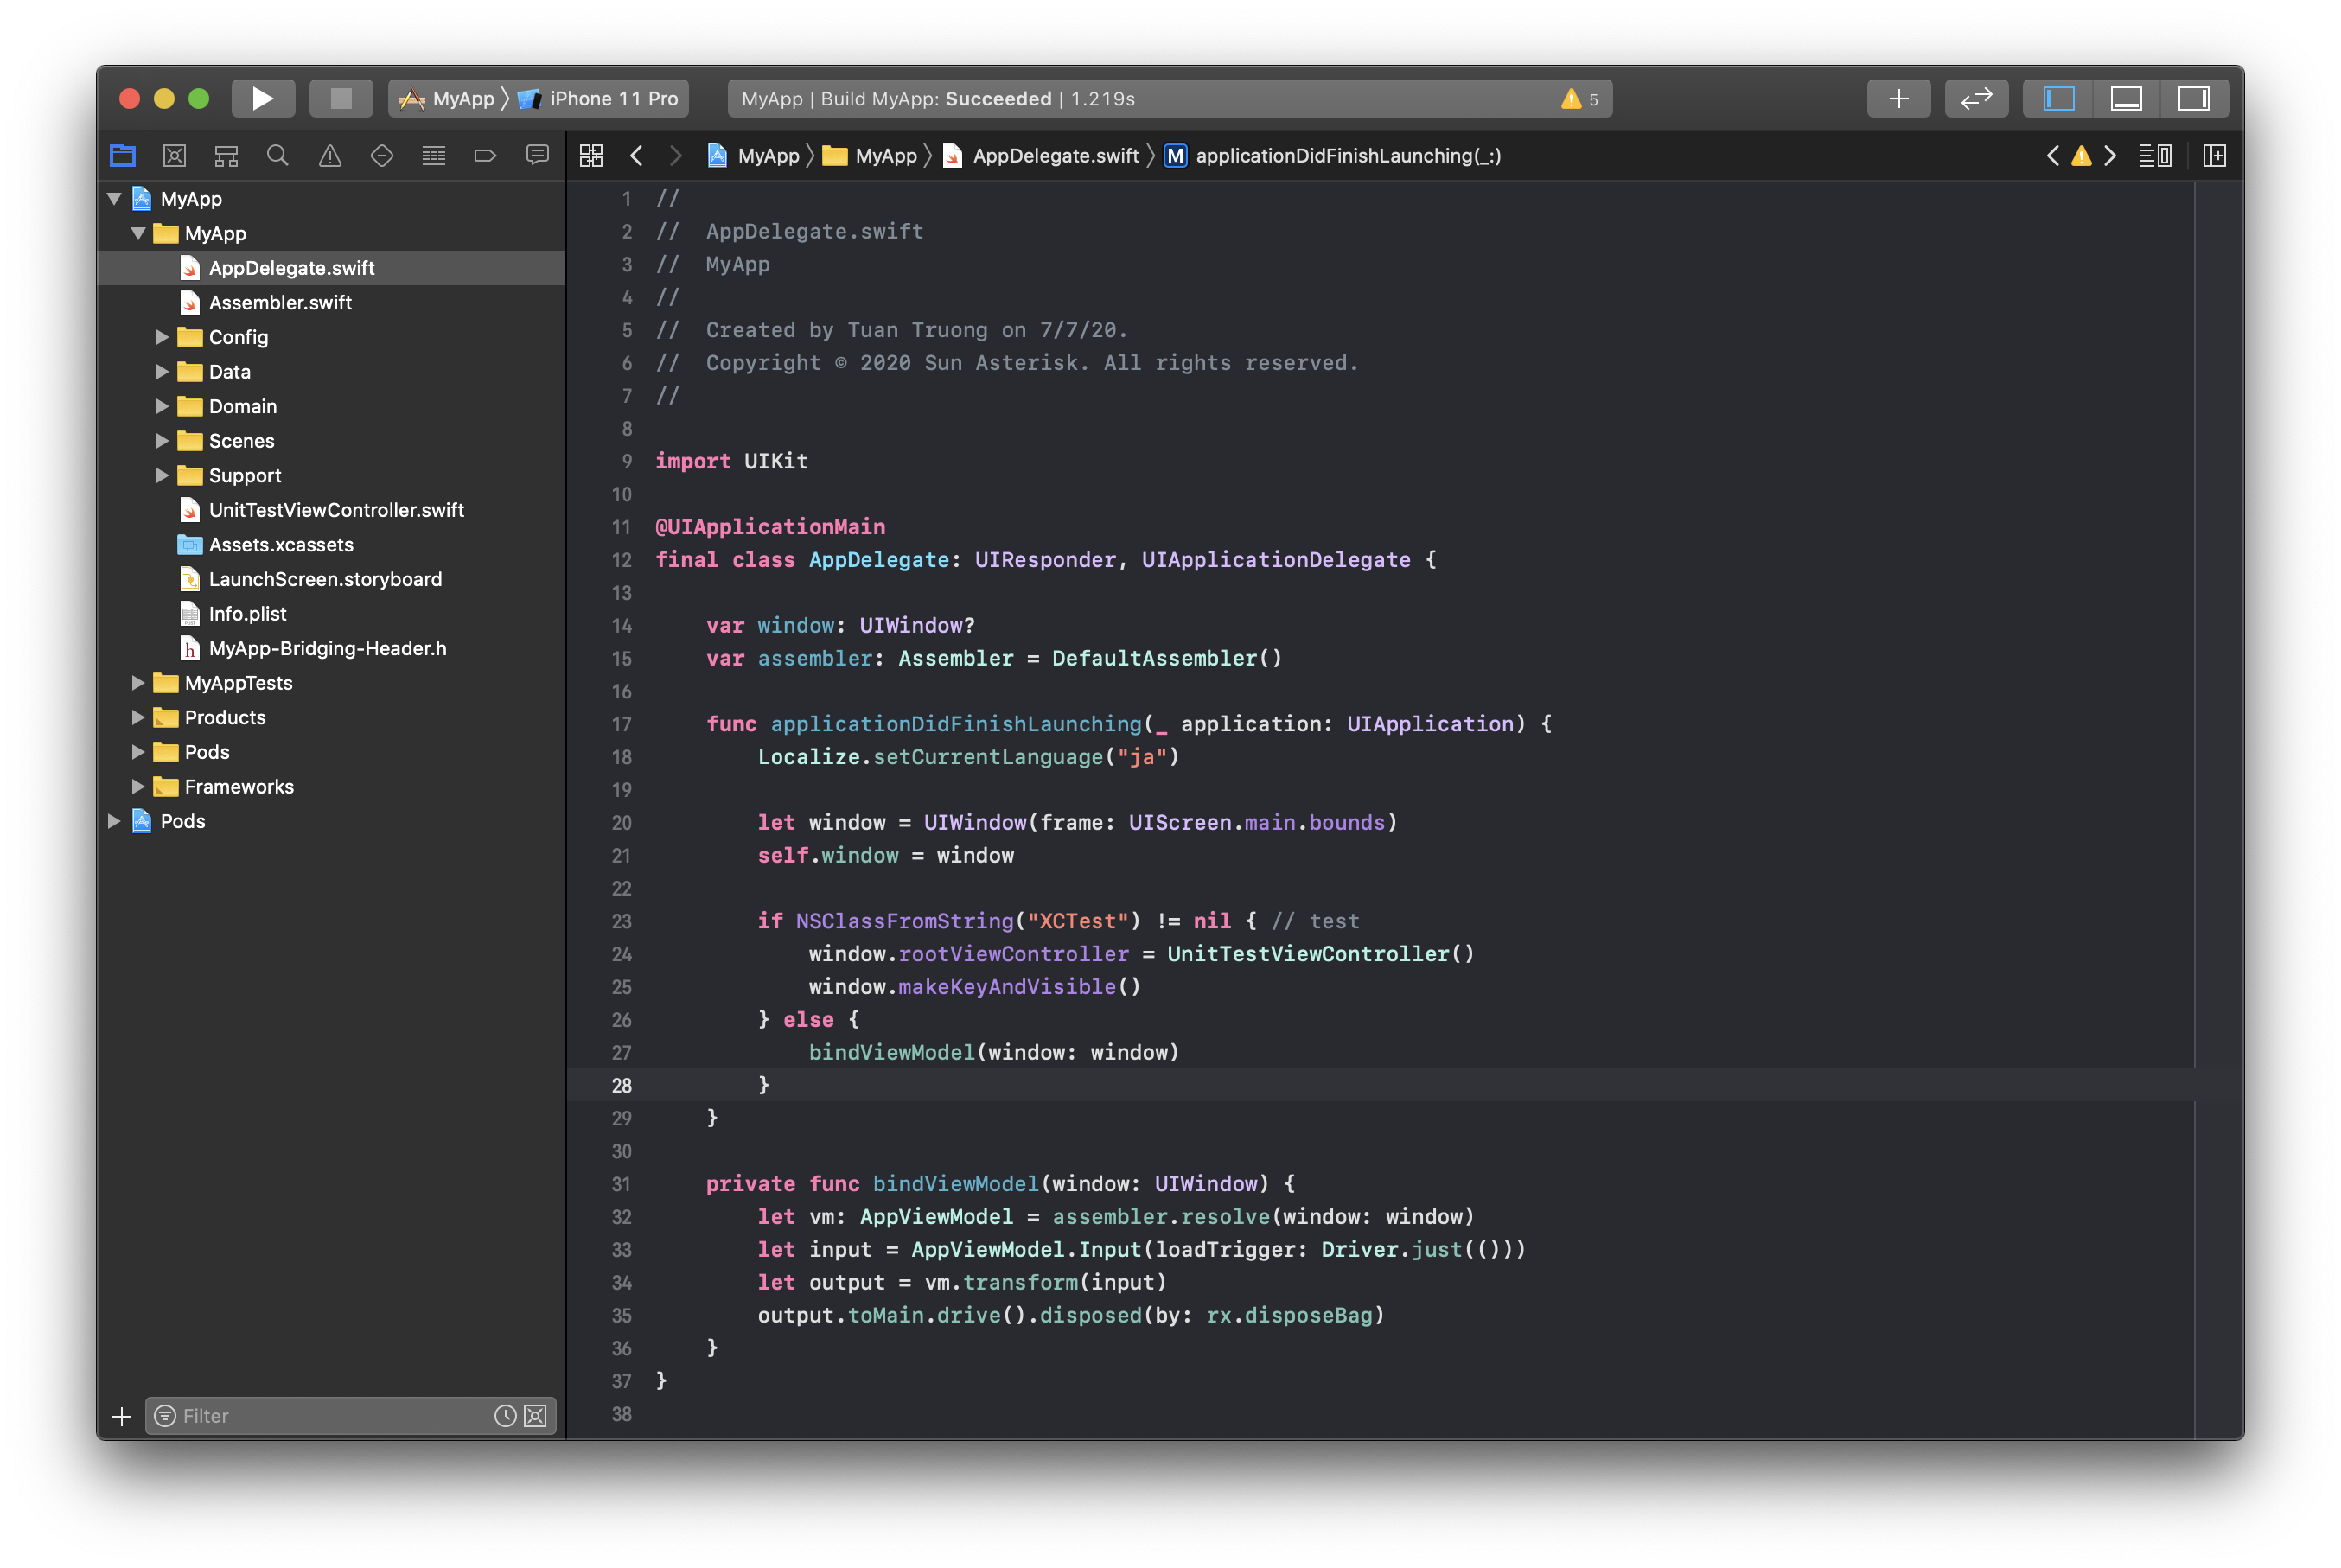 MyApp 〉 iPhone 11 Pro
MyApp | Build MyApp: Succeeded | 1.219s
5
MyApp 〉 MyApp 〉 AppDelegate.swift 〉 M applicationDidFinishLaunching(_:)
MyApp
MyApp
AppDelegate.swift
Assembler.swift
Config
Data
Domain
Scenes
Support
UnitTestViewController.swift
Assets.xcassets
LaunchScreen.storyboard
Info.plist
h MyApp-Bridging-Header.h
MyAppTests
Products
Pods
Frameworks
Pods
Filter
1 //
2 //  AppDelegate.swift
3 //  MyApp
4 //
5 //  Created by Tuan Truong on 7/7/20.
6 //  Copyright © 2020 Sun Asterisk. All rights reserved.
7 //
8
9 import UIKit
10
11 @UIApplicationMain
12 final class AppDelegate: UIResponder, UIApplicationDelegate {
13
14     var window: UIWindow?
15     var assembler: Assembler = DefaultAssembler()
16
17     func applicationDidFinishLaunching(_ application: UIApplication) {
18         Localize.setCurrentLanguage("ja")
19
20         let window = UIWindow(frame: UIScreen.main.bounds)
21         self.window = window
22
23         if NSClassFromString("XCTest") != nil { // test
24             window.rootViewController = UnitTestViewController()
25             window.makeKeyAndVisible()
26         } else {
27             bindViewModel(window: window)
28         }
29     }
30
31     private func bindViewModel(window: UIWindow) {
32         let vm: AppViewModel = assembler.resolve(window: window)
33         let input = AppViewModel.Input(loadTrigger: Driver.just(()))
34         let output = vm.transform(input)
35         output.toMain.drive().disposed(by: rx.disposeBag)
36     }
37 }
38